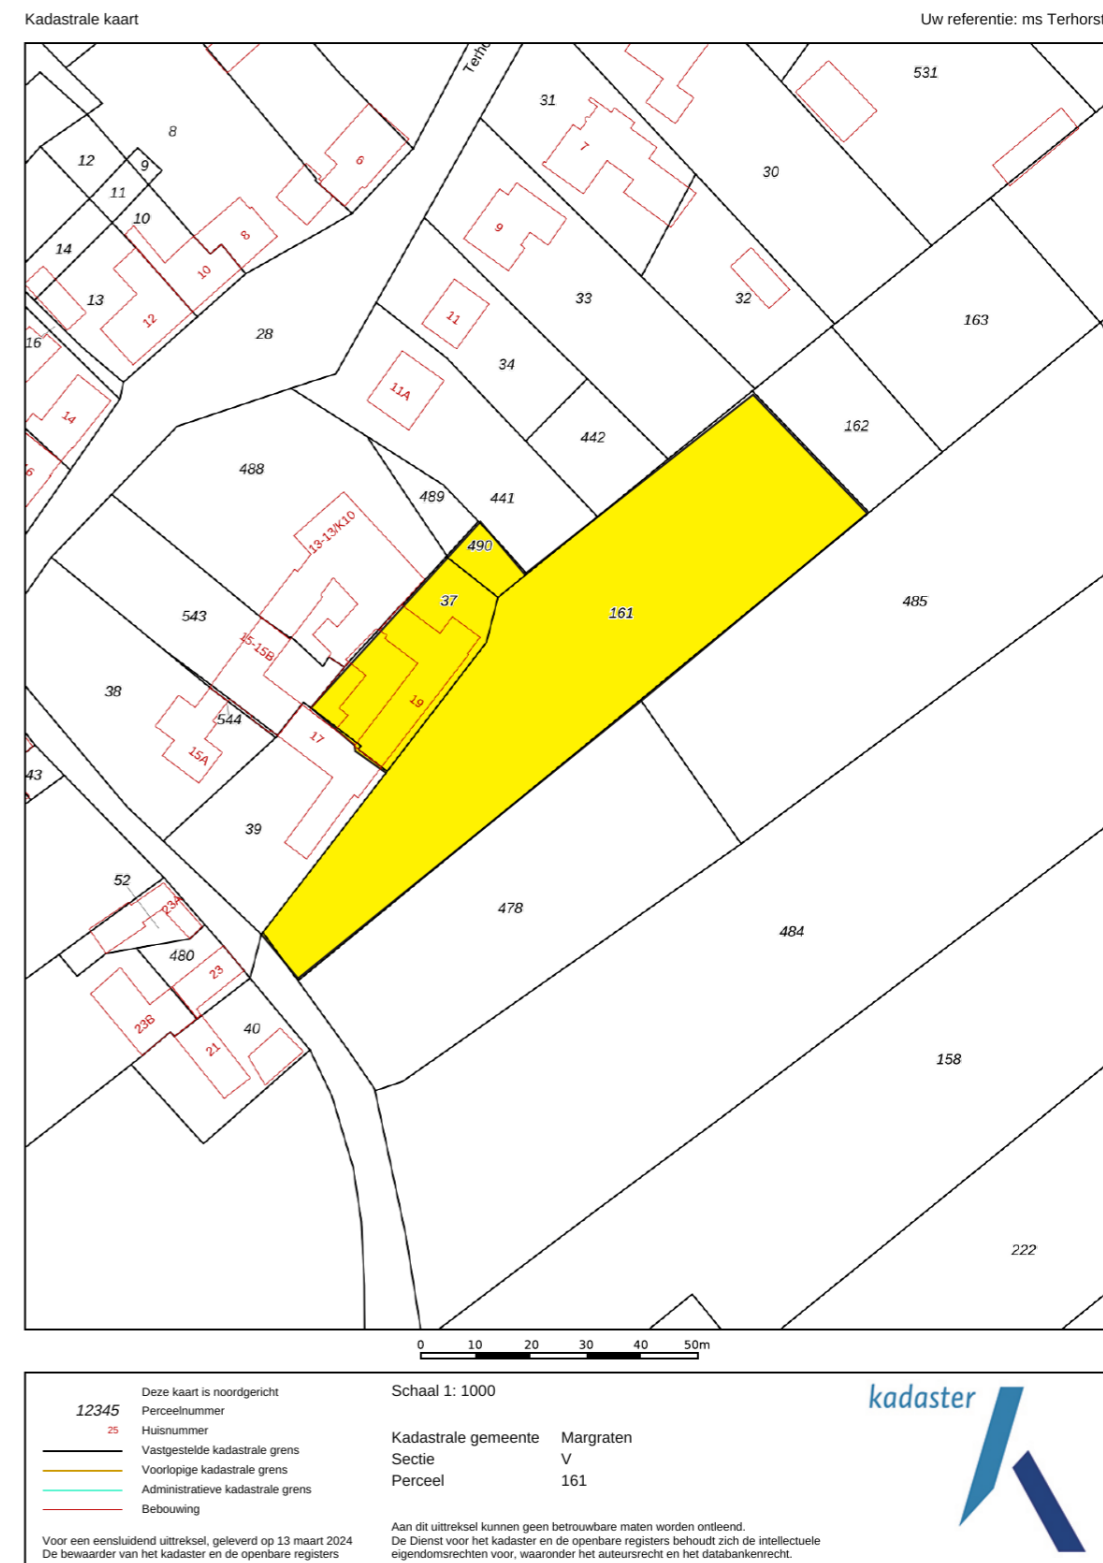 Kadastrale kaart
Uw referentie: ms Terhorst
531
31
8
7
12
9
6
30
11
10
9
8
14
10
33
32
13
11
12
163
28
16
34
11A
14
442
162
488
6
489
441
13-13/K10
490
37
161
485
543
15-15B
38
19
544
17
15A
43
39
52
23A
478
484
480
23
23B
40
21
158
222
0 10 20 30 40 50m
Deze kaart is noordgericht
12345 Perceelnummer
25 Huisnummer
Vastgestelde kadastrale grens
Voorlopige kadastrale grens
Administratieve kadastrale grens
Bebouwing
Voor een eensluidend uittreksel, geleverd op 13 maart 2024
De bewaarder van het kadaster en de openbare registers
Schaal 1: 1000
Kadastrale gemeente Margraten
Sectie V
Perceel 161
Aan dit uittreksel kunnen geen betrouwbare maten worden ontleend.
De Dienst voor het kadaster en de openbare registers behoudt zich de intellectuele
eigendomsrechten voor, waaronder het auteursrecht en het databankenrecht.
kadaster